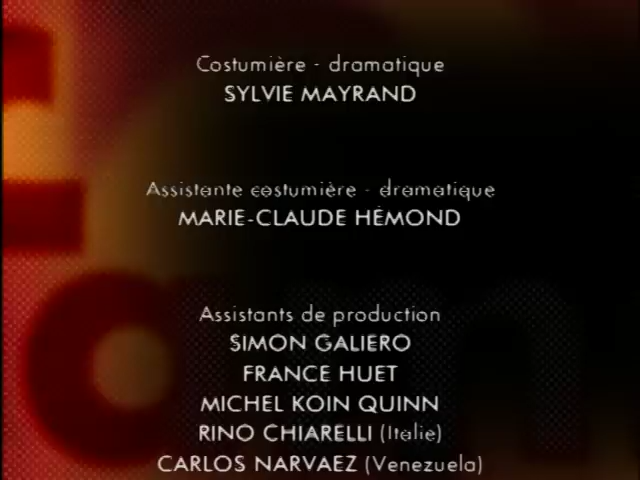 Costumière - dramatique
SYLVIE MAYRAND
Assistante costumière - dramatique
MARIE-CLAUDE HÉMOND
Assistants de production
SIMON GALIERO
FRANCE HUET
MICHEL KOIN QUINN
RINO CHIARELLI (Italie)
CARLOS NARVAEZ (Venezuela)